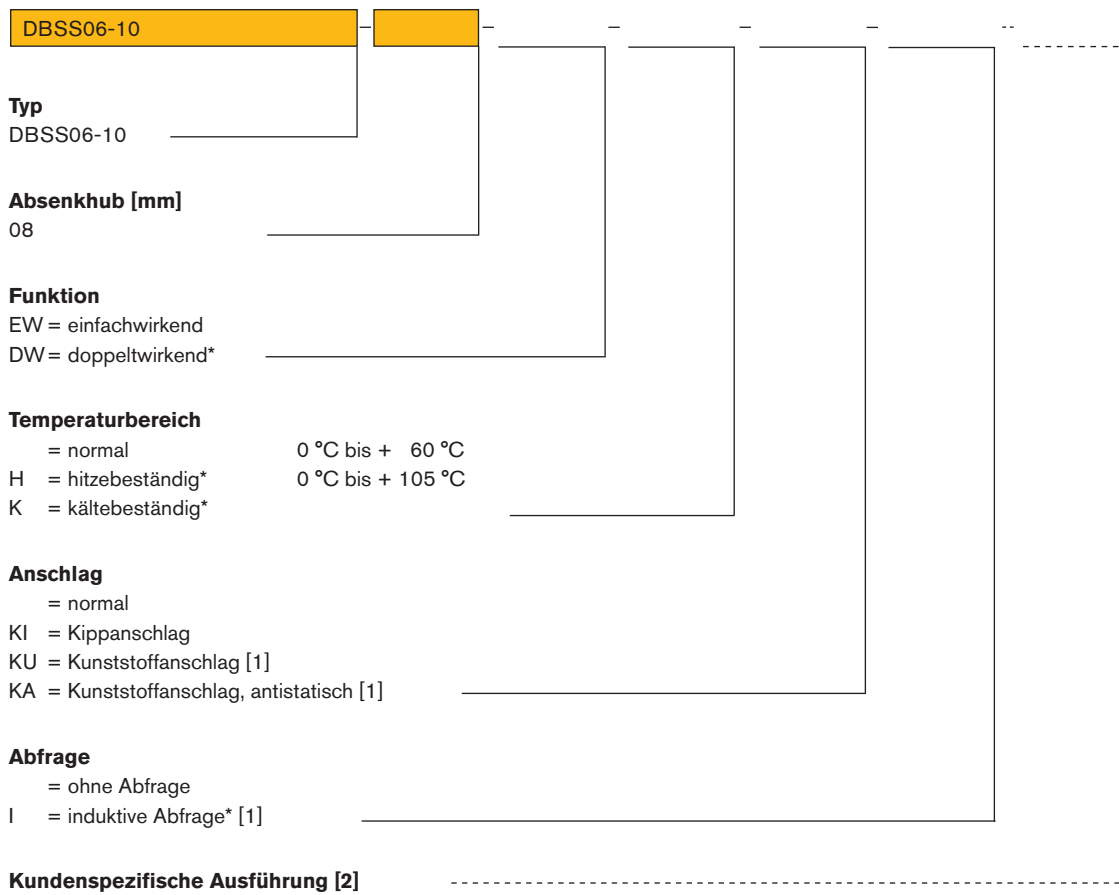 DBSS06-10 – – – – – --
Typ
DBSS06-10
Absenkhub [mm]
08
Funktion
EW = einfachwirkend
DW = doppeltwirkend*
Temperaturbereich
= normal 0 °C bis + 60 °C
H = hitzebeständig* 0 °C bis + 105 °C
K = kältebeständig*
Anschlag
= normal
KI = Kippanschlag
KU = Kunststoffanschlag [1]
KA = Kunststoffanschlag, antistatisch [1]
Abfrage
= ohne Abfrage
I = induktive Abfrage* [1]
Kundenspezifische Ausführung [2]